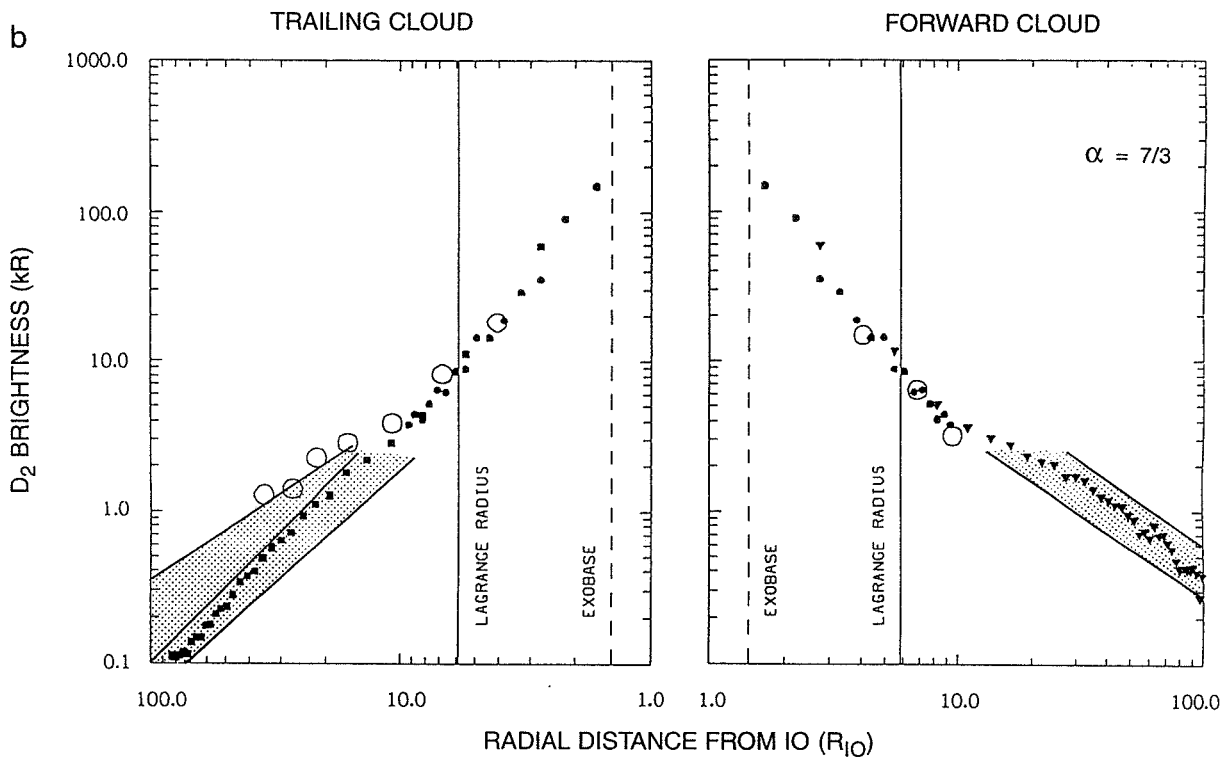 b
TRAILING CLOUD
FORWARD CLOUD
1000.0
100.0
10.0
1.0
0.1
D2 BRIGHTNESS (kR)
α = 7/3
LAGRANGE RADIUS
EXOBASE
EXOBASE
LAGRANGE RADIUS
100.0
10.0
1.0
1.0
10.0
100.0
RADIAL DISTANCE FROM IO (RIO)